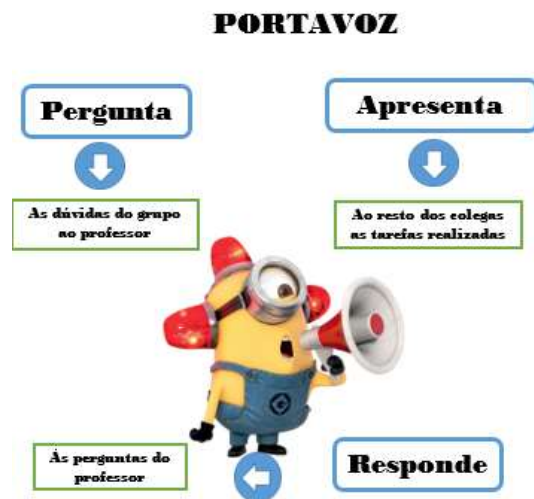 PORTAVOZ
Pergunta
Apresenta
As dúvidas do grupo
ao professor
Ao resto dos colegas
as tarefas realizadas
Às perguntas do
professor
Responde